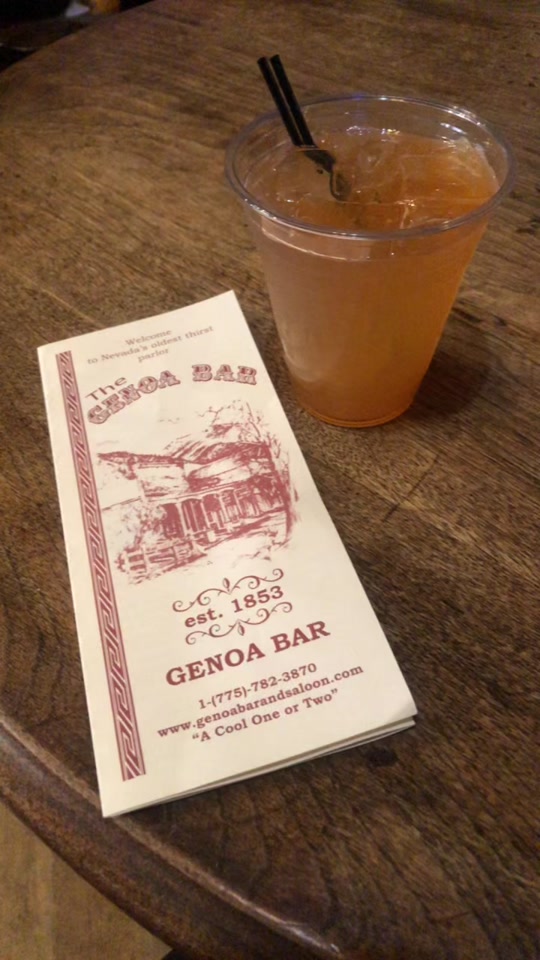 Welcome
to Nevada's oldest thirst
parlor
The
GENOA BAR
est. 1853
GENOA BAR
1-(775)-782-3870
www.genoabarandsaloon.com
"A Cool One or Two"